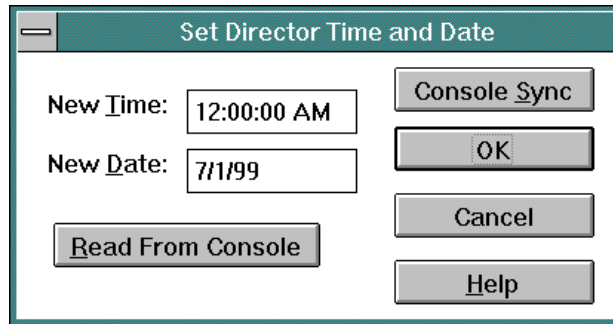 Set Director Time and Date
New Time: 12:00:00 AM
New Date: 7/1/99
Read From Console
Console Sync
OK
Cancel
Help